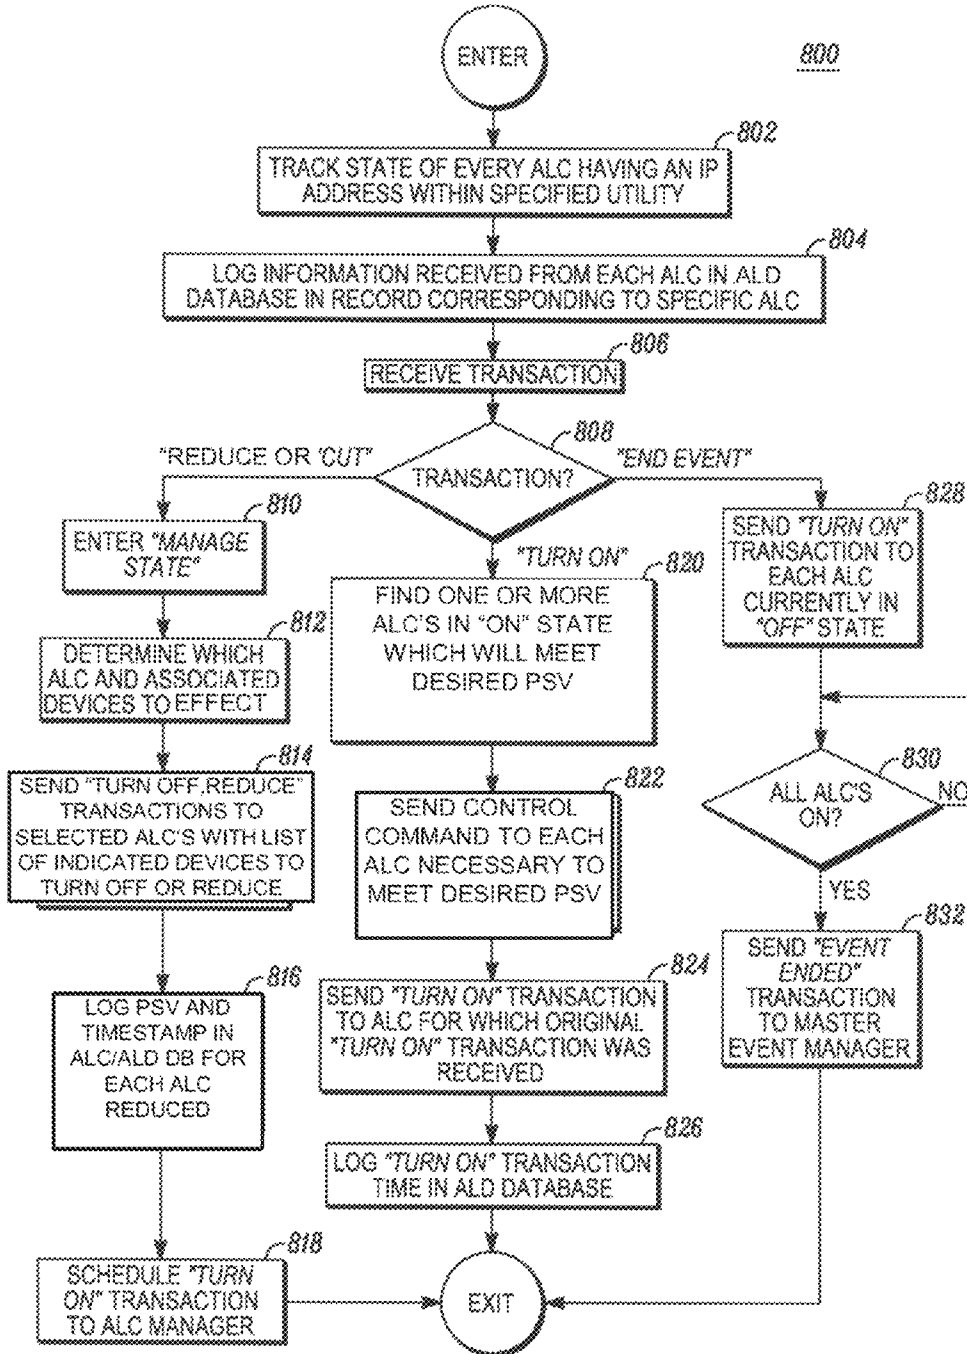 ENTER
800
802
TRACK STATE OF EVERY ALC HAVING AN IP
ADDRESS WITHIN SPECIFIED UTILITY
804
LOG INFORMATION RECEIVED FROM EACH ALC IN ALD
DATABASE IN RECORD CORRESPONDING TO SPECIFIC ALC
806
RECEIVE TRANSACTION
808
TRANSACTION?
"REDUCE OR 'CUT"
"END EVENT"
"TURN ON"
810
ENTER "MANAGE
STATE"
812
DETERMINE WHICH
ALC AND ASSOCIATED
DEVICES TO EFFECT
814
SEND "TURN OFF,REDUCE"
TRANSACTIONS TO
SELECTED ALC'S WITH LIST
OF INDICATED DEVICES TO
TURN OFF OR REDUCE
816
LOG PSV AND
TIMESTAMP IN
ALC/ALD DB FOR
EACH ALC
REDUCED
818
SCHEDULE "TURN
ON" TRANSACTION
TO ALC MANAGER
820
FIND ONE OR MORE
ALC'S IN "ON" STATE
WHICH WILL MEET
DESIRED PSV
822
SEND CONTROL
COMMAND TO EACH
ALC NECESSARY TO
MEET DESIRED PSV
824
SEND "TURN ON" TRANSACTION
TO ALC FOR WHICH ORIGINAL
"TURN ON" TRANSACTION WAS
RECEIVED
826
LOG "TURN ON" TRANSACTION
TIME IN ALD DATABASE
828
SEND "TURN ON"
TRANSACTION TO
EACH ALC
CURRENTLY IN
"OFF" STATE
830
ALL ALC'S
ON?
NO
YES
832
SEND "EVENT
ENDED"
TRANSACTION
TO MASTER
EVENT MANAGER
EXIT